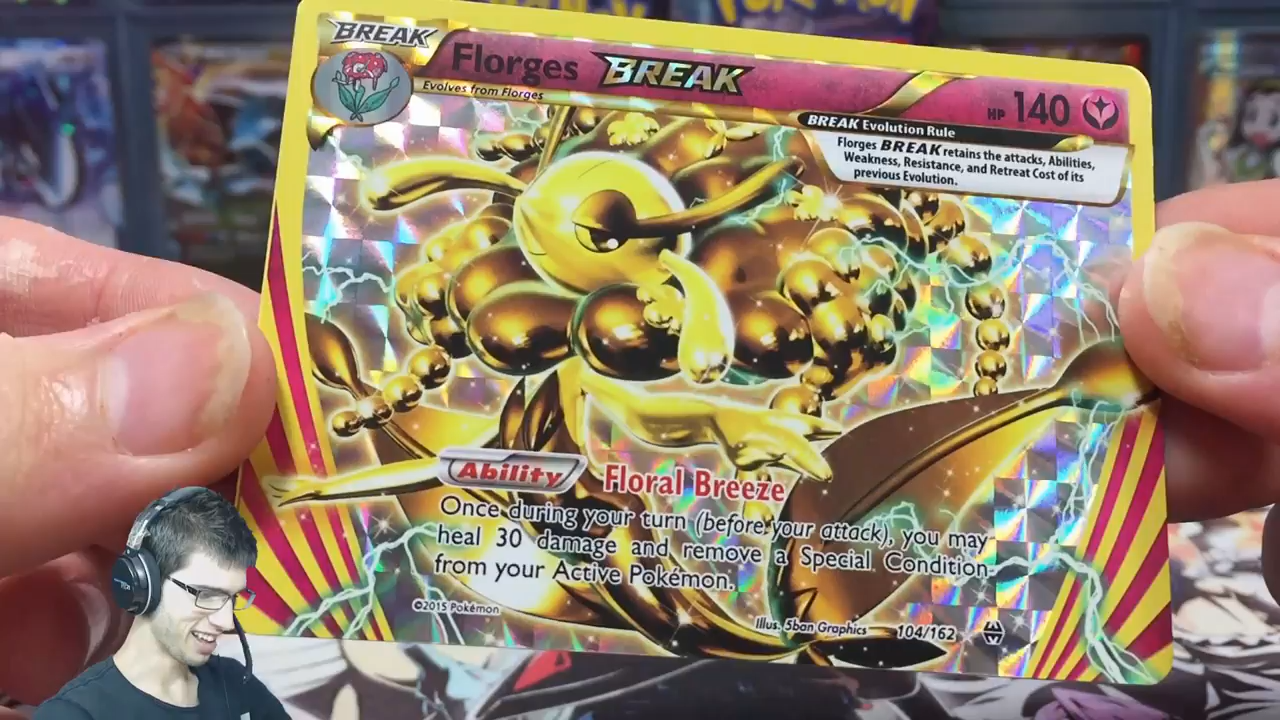 BREAK
Florges BREAK
Evolves from Florges
HP 140
BREAK Evolution Rule
Florges BREAK retains the attacks, Abilities,
Weakness, Resistance, and Retreat Cost of its
previous Evolution.
Ability Floral Breeze
Once during your turn (before your attack), you may
heal 30 damage and remove a Special Condition
from your Active Pokémon.
©2015 Pokémon
Illus. 5ban Graphics 104/162